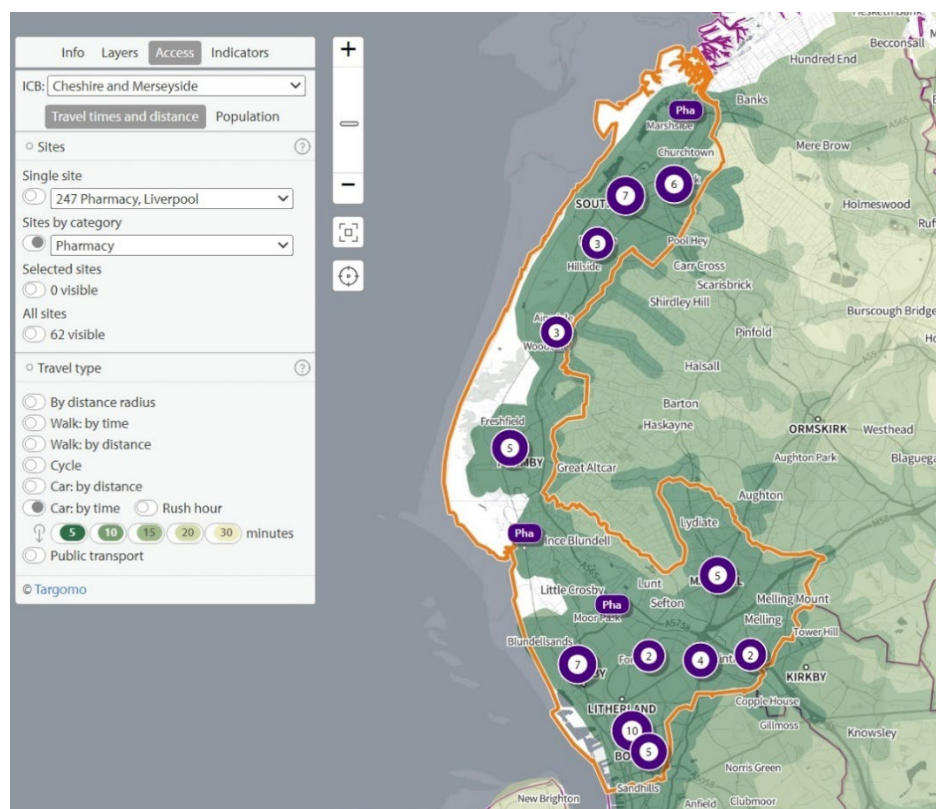 Info Layers Access Indicators
ICB: Cheshire and Merseyside
Travel times and distance Population
Sites ?
Single site
247 Pharmacy, Liverpool
Sites by category
Pharmacy
Selected sites
0 visible
All sites
62 visible
Travel type ?
By distance radius
Walk: by time
Walk: by distance
Cycle
Car: by distance
Car: by time Rush hour
5 10 15 20 30 minutes
Public transport
© Targomo
+
−
Becconsall
Hundred End
Banks
Pha
Marshside
A565
Mere Brow
Churchtown
6
7
Holmeswood
3
Pool Hey
Hillside
Carr Cross
Scarisbrick
Shirdley Hill
Burscough Bridge
3
Pinfold
Halsall
Barton
Freshfield
Haskayne
ORMSKIRK
Westhead
5
Aughton Park
Great Altcar
Aughton
Lydiate
Pha
Ince Blundell
5
Little Crosby
Lunt
Melling Mount
Pha
Sefton
Moor Park
Melling
Tower Hill
Blundellsands
2
4
2
7
KIRKBY
LITHERLAND
Copple House
Gillmoss
10
Knowsley
5
Norris Green
Sandhills
New Brighton
Anfield
Clubmoor